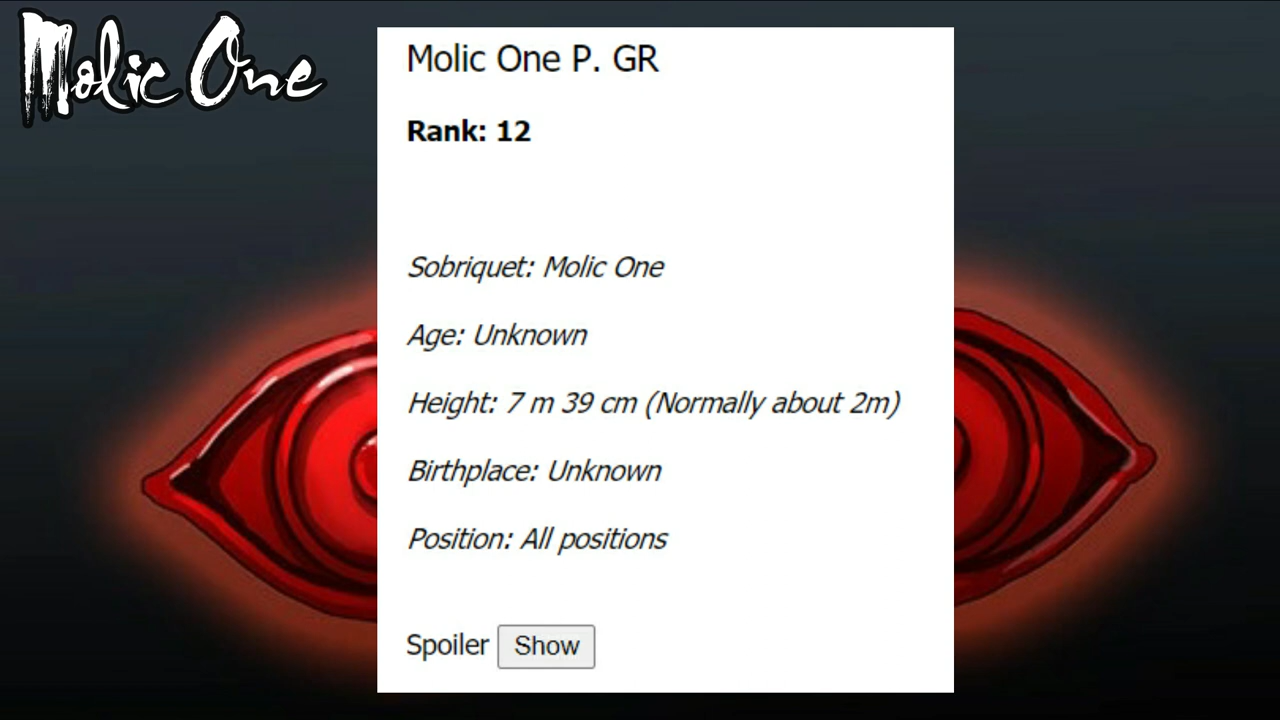 Molic One
Molic One P. GR
Rank: 12
Sobriquet: Molic One
Age: Unknown
Height: 7 m 39 cm (Normally about 2m)
Birthplace: Unknown
Position: All positions
Spoiler Show